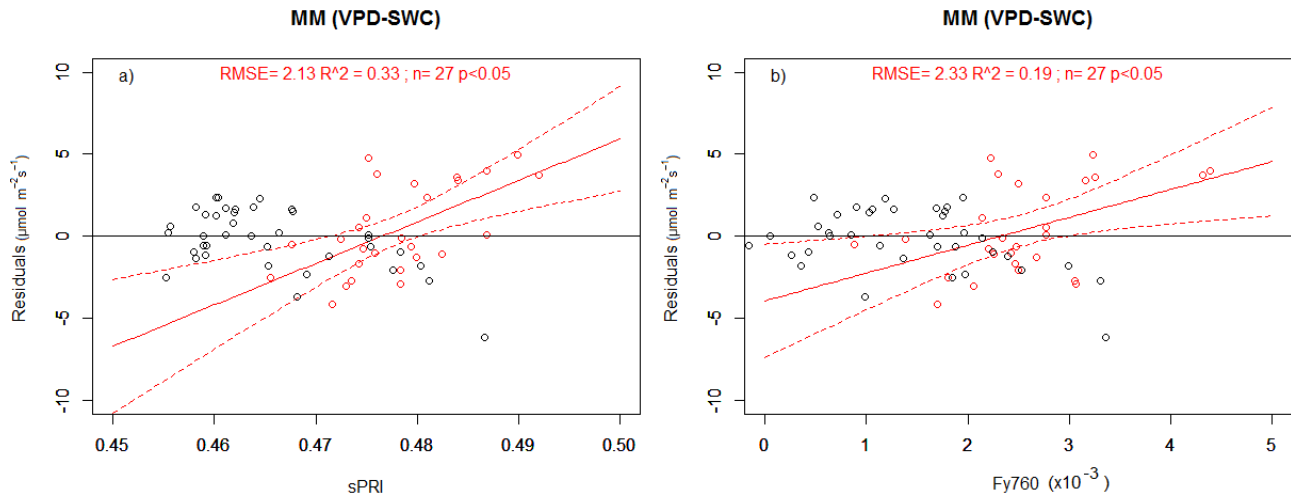 MM (VPD-SWC)
a)
RMSE= 2.13 R^2 = 0.33 ; n= 27 p<0.05
Residuals (μmol m⁻²s⁻¹)
10
5
0
-5
-10
0.45 0.46 0.47 0.48 0.49 0.50
sPRI
MM (VPD-SWC)
b)
RMSE= 2.33 R^2 = 0.19 ; n= 27 p<0.05
Residuals (μmol m⁻²s⁻¹)
10
5
0
-5
-10
0 1 2 3 4 5
Fy760 (x10⁻³)